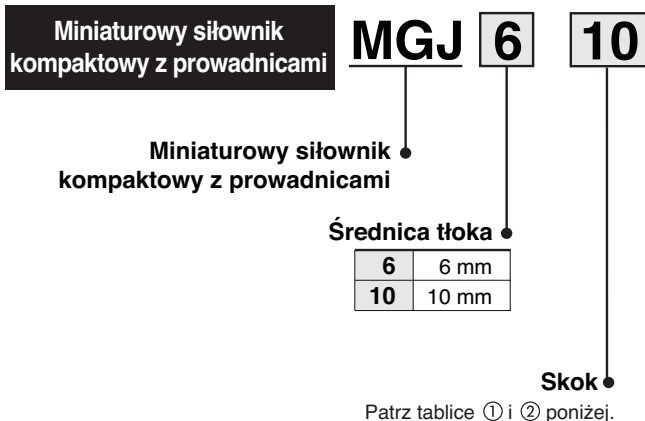 Miniaturowy siłownik
kompaktowy z prowadnicami
MGJ 6 10
Miniaturowy siłownik
kompaktowy z prowadnicami
Średnica tłoka
6 6 mm
10 10 mm
Skok
Patrz tablice ① i ② poniżej.